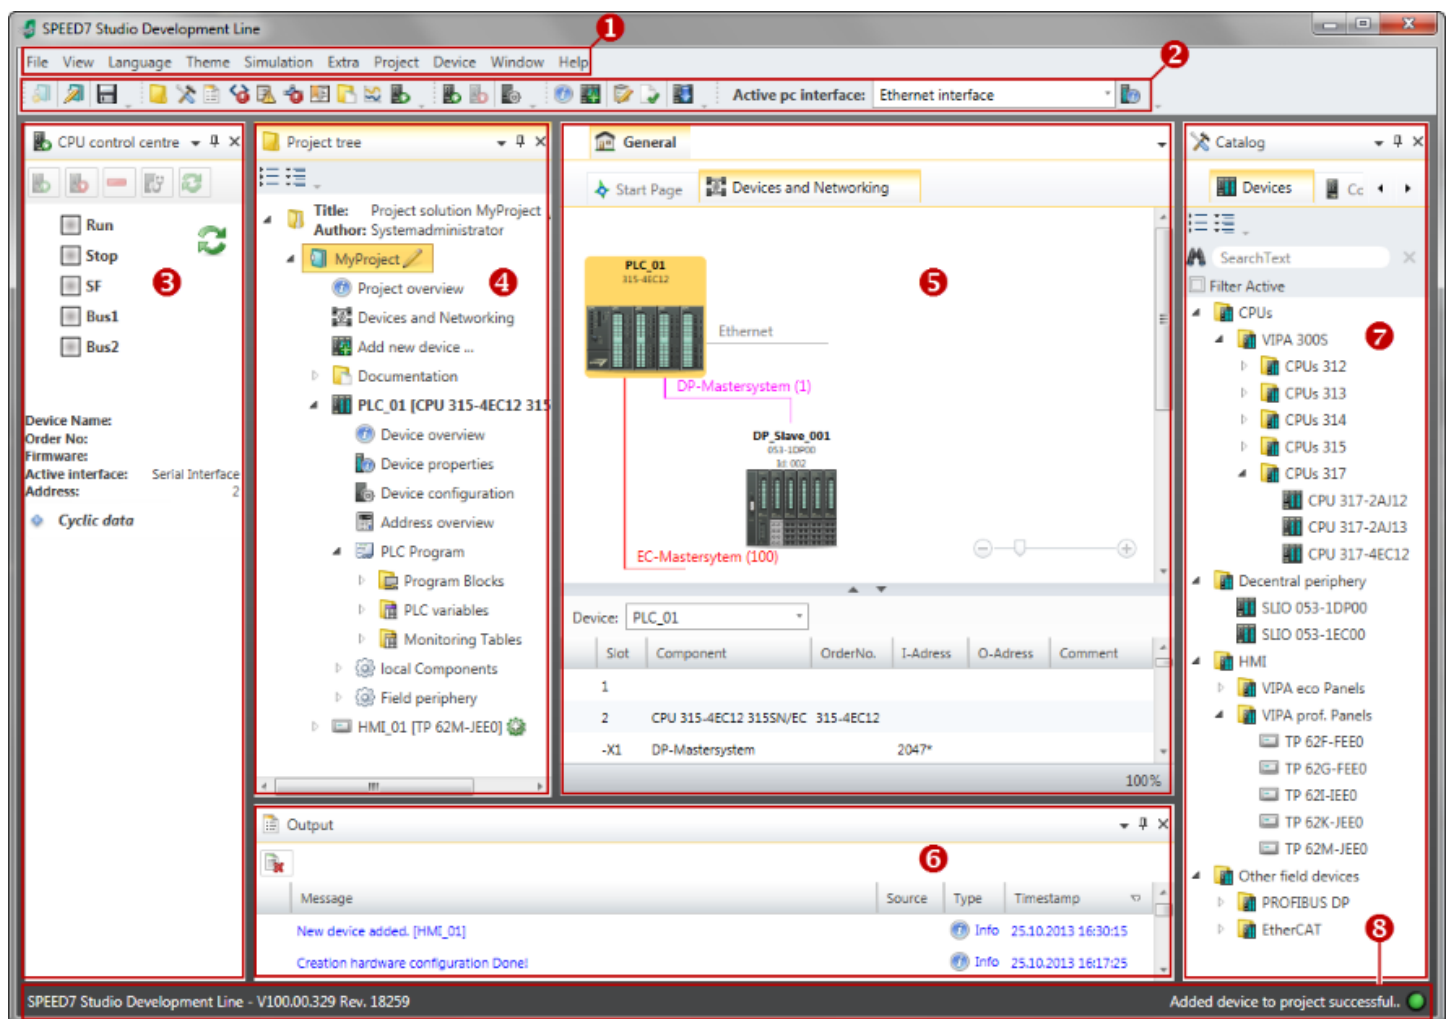 SPEED7 Studio Development Line
1
File View Language Theme Simulation Extra Project Device Window Help
2
Active pc interface: Ethernet interface
CPU control centre
Run
Stop
SF
Bus1
Bus2
3
Device Name:
Order No:
Firmware:
Active interface: Serial Interface
Address: 2
Cyclic data
Project tree
Title: Project solution MyProject
Author: Systemadministrator
MyProject
4
Project overview
Devices and Networking
Add new device ...
Documentation
PLC_01 [CPU 315-4EC12 315
Device overview
Device properties
Device configuration
Address overview
PLC Program
Program Blocks
PLC variables
Monitoring Tables
local Components
Field periphery
HMI_01 [TP 62M-JEE0]
General
Start Page Devices and Networking
5
PLC_01
315-4EC12
Ethernet
DP-Mastersystem (1)
DP_Slave_001
053-1DP00
Id: 002
EC-Mastersytem (100)
Device: PLC_01
Slot Component OrderNo. I-Adress O-Adress Comment
1
2 CPU 315-4EC12 315SN/EC 315-4EC12
-X1 DP-Mastersystem 2047*
100%
Output
6
Message Source Type Timestamp
New device added. [HMI_01] Info 25.10.2013 16:30:15
Creation hardware configuration Done! Info 25.10.2013 16:17:25
Catalog
Devices Cc
SearchText
Filter Active
CPUs
7
VIPA 300S
CPUs 312
CPUs 313
CPUs 314
CPUs 315
CPUs 317
CPU 317-2AJ12
CPU 317-2AJ13
CPU 317-4EC12
Decentral periphery
SLIO 053-1DP00
SLIO 053-1EC00
HMI
VIPA eco Panels
VIPA prof. Panels
TP 62F-FEE0
TP 62G-FEE0
TP 62I-IEE0
TP 62K-JEE0
TP 62M-JEE0
Other field devices
PROFIBUS DP
EtherCAT
8
SPEED7 Studio Development Line - V100.00.329 Rev. 18259
Added device to project successful..